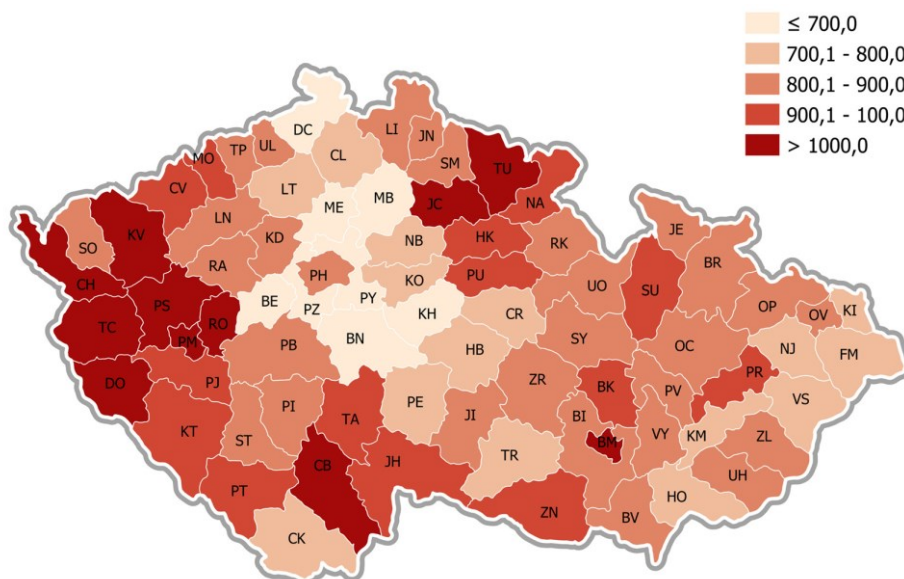 ≤ 700,0
700,1 - 800,0
800,1 - 900,0
900,1 - 100,0
> 1000,0
DC
LI
JN
MO
TP
UL
CL
SM
TU
CV
LT
MB
JC
NA
ME
SO
KV
LN
KD
NB
HK
RK
JE
RA
PH
KO
PU
BR
CH
PS
BE
PZ
PY
KH
CR
UO
SU
OP
OV
KI
TC
PM
RO
BN
HB
SY
OC
NJ
FM
DO
PJ
PB
PE
ZR
BK
PV
PR
VS
KT
ST
PI
TA
JI
BI
BM
VY
KM
ZL
PT
CB
JH
TR
HO
UH
CK
ZN
BV